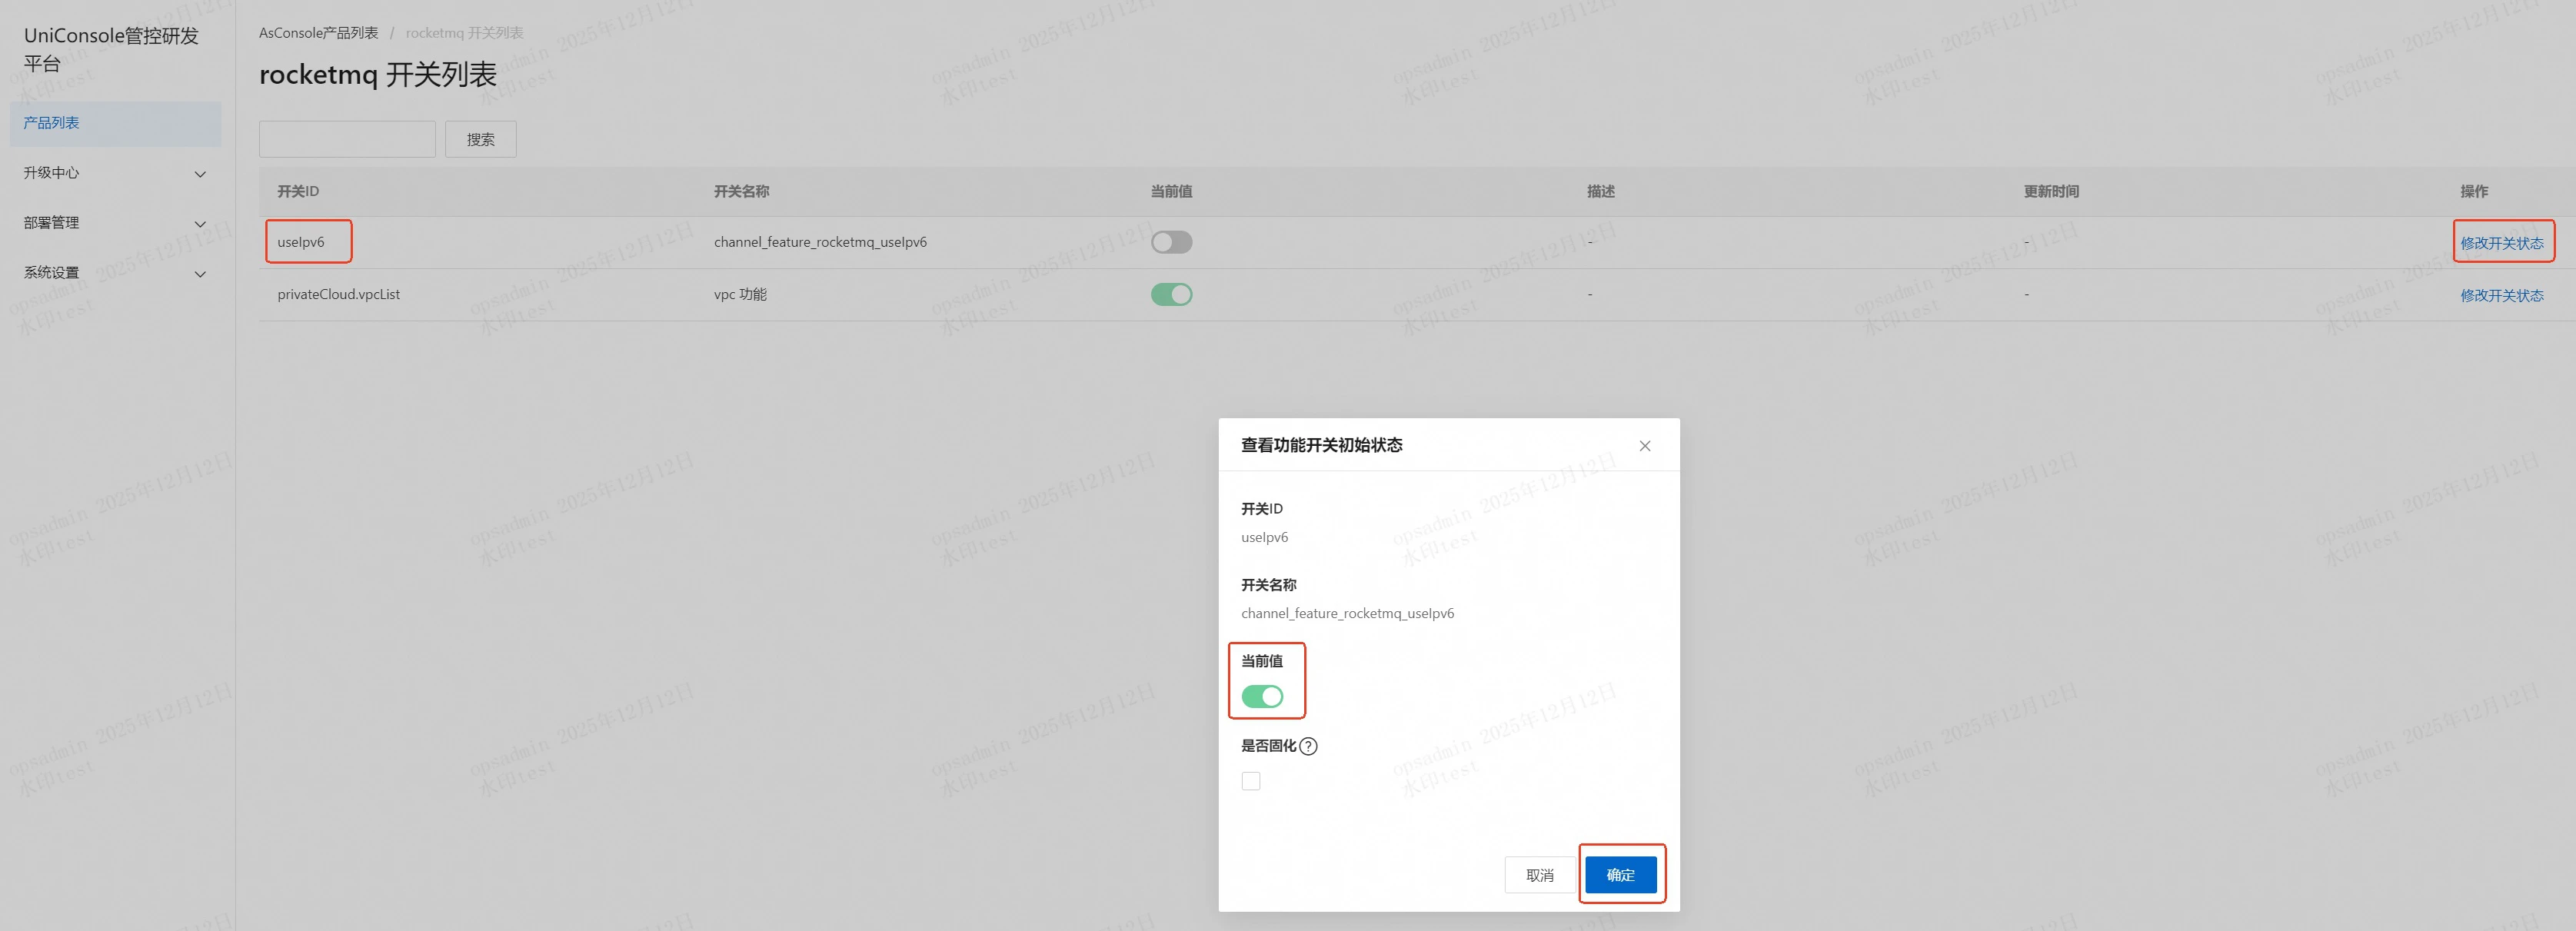 UniConsole管控研发
平台
产品列表
升级中心
部署管理
系统设置
AsConsole产品列表 / rocketmq 开关列表
rocketmq 开关列表
搜索
开关ID 开关名称 当前值 描述 更新时间 操作
useIpv6 channel_feature_rocketmq_useIpv6 - - 修改开关状态
privateCloud.vpcList vpc 功能 - - 修改开关状态
查看功能开关初始状态
开关ID
useIpv6
开关名称
channel_feature_rocketmq_useIpv6
当前值
是否固化
取消 确定
opsadmin 2025年12月12日
水印test